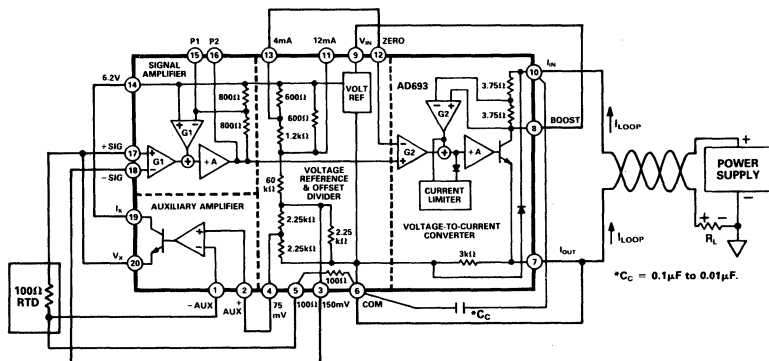 P1 P2 4mA 12mA VIN ZERO
15 16 13 11 9 12
SIGNAL AMPLIFIER
6.2V 14
800Ω
800Ω
600Ω
600Ω
1.2kΩ
VOLT REF
AD693
3.75Ω
3.75Ω
10 IIN
8 BOOST
G1
G2
+SIG 17
−SIG 18
G1 +A
G2 +A
60 kΩ
VOLTAGE REFERENCE & OFFSET DIVIDER
CURRENT LIMITER
VOLTAGE-TO-CURRENT CONVERTER
AUXILIARY AMPLIFIER
IX 19
VX 20
2.25kΩ
2.25kΩ
2.25 kΩ
3kΩ
100Ω
IOUT 7
100Ω RTD
1 2 4 5 3 6
−AUX
+ AUX
75 mV
100Ω
150mV
COM
*CC
ILOOP
ILOOP
POWER SUPPLY
RL
*CC = 0.1µF to 0.01µF.